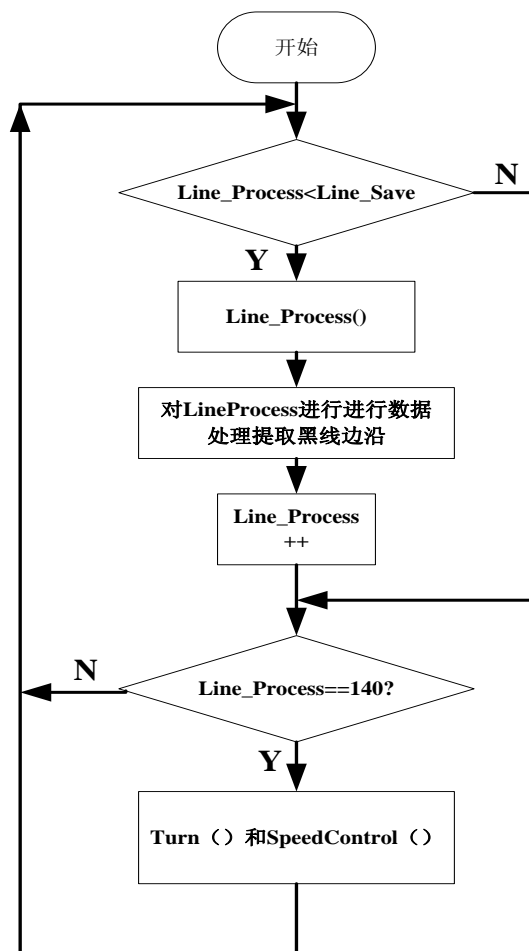 开始
Line_Process<Line_Save
N
Y
Line_Process()
对LineProcess进行进行数据
处理提取黑线边沿
Line_Process
++
N
Line_Process==140?
Y
Turn（）和SpeedControl（）